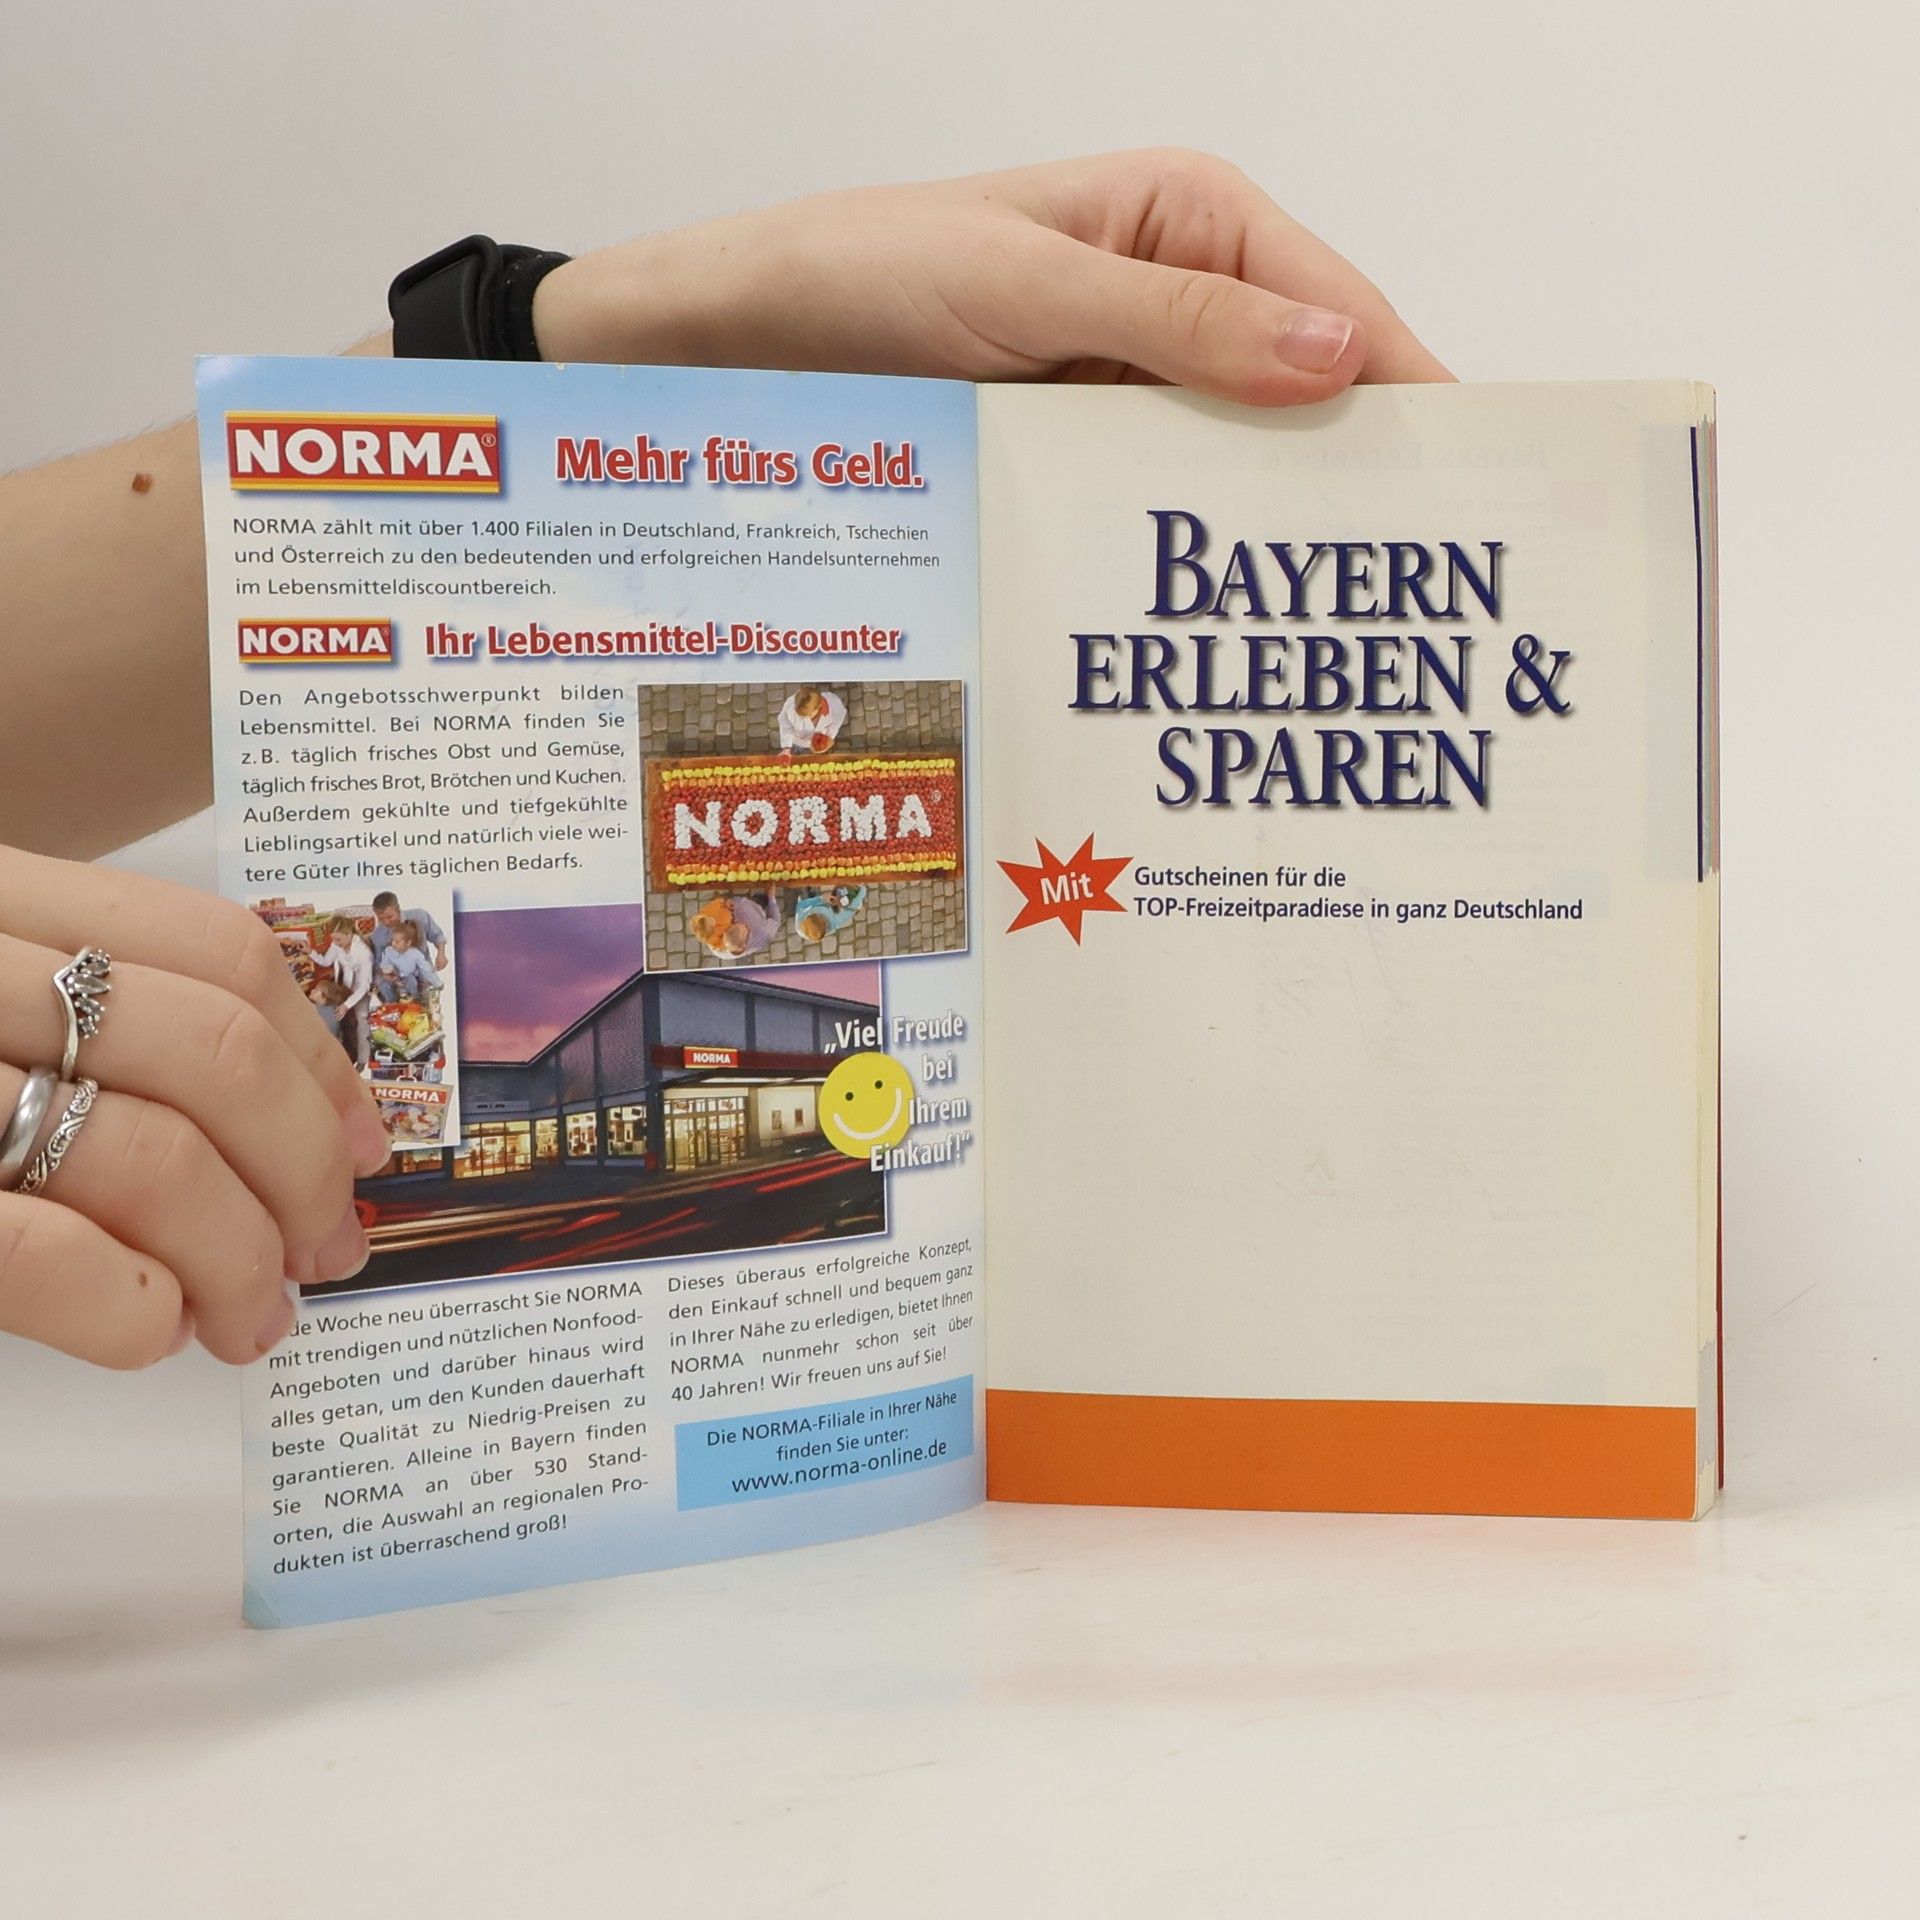 NORMA®
Mehr fürs Geld.
NORMA zählt mit über 1.400 Filialen in Deutschland, Frankreich, Tschechien
und Österreich zu den bedeutenden und erfolgreichen Handelsunternehmen
im Lebensmitteldiscountbereich.
NORMA®
Ihr Lebensmittel-Discounter
Den Angebotsschwerpunkt bilden
Lebensmittel. Bei NORMA finden Sie
z.B. täglich frisches Obst und Gemüse,
täglich frisches Brot, Brötchen und Kuchen.
Außerdem gekühlte und tiefgekühlte
Lieblingsartikel und natürlich viele wei-
tere Güter Ihres täglichen Bedarfs.
NORMA®
NORMA
NORMA
„Viel Freude
bei
Ihrem
Einkauf!"
de Woche neu überrascht Sie NORMA
mit trendigen und nützlichen Nonfood-
Angeboten und darüber hinaus wird
alles getan, um den Kunden dauerhaft
beste Qualität zu Niedrig-Preisen zu
garantieren. Alleine in Bayern finden
Sie NORMA an über 530 Stand-
orten, die Auswahl an regionalen Pro-
dukten ist überraschend groß!
Dieses überaus erfolgreiche Konzept,
den Einkauf schnell und bequem ganz
in Ihrer Nähe zu erledigen, bietet Ihnen
NORMA nunmehr schon seit über
40 Jahren! Wir freuen uns auf Sie!
Die NORMA-Filiale in Ihrer Nähe
finden Sie unter:
www.norma-online.de
BAYERN
ERLEBEN &
SPAREN
Mit
Gutscheinen für die
TOP-Freizeitparadiese in ganz Deutschland